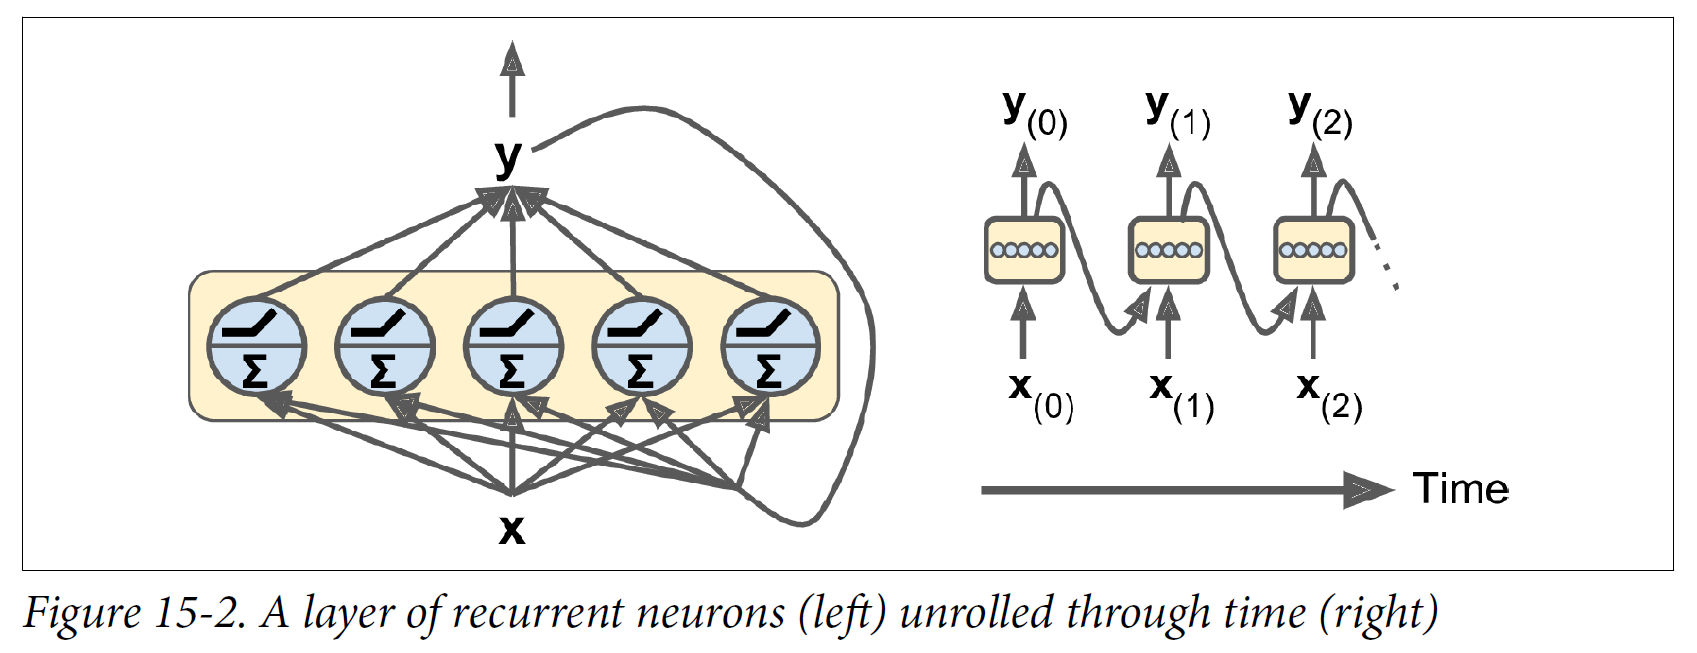 y
Σ Σ Σ Σ Σ
x
y(0) y(1) y(2)
x(0) x(1) x(2)
Time
Figure 15-2. A layer of recurrent neurons (left) unrolled through time (right)